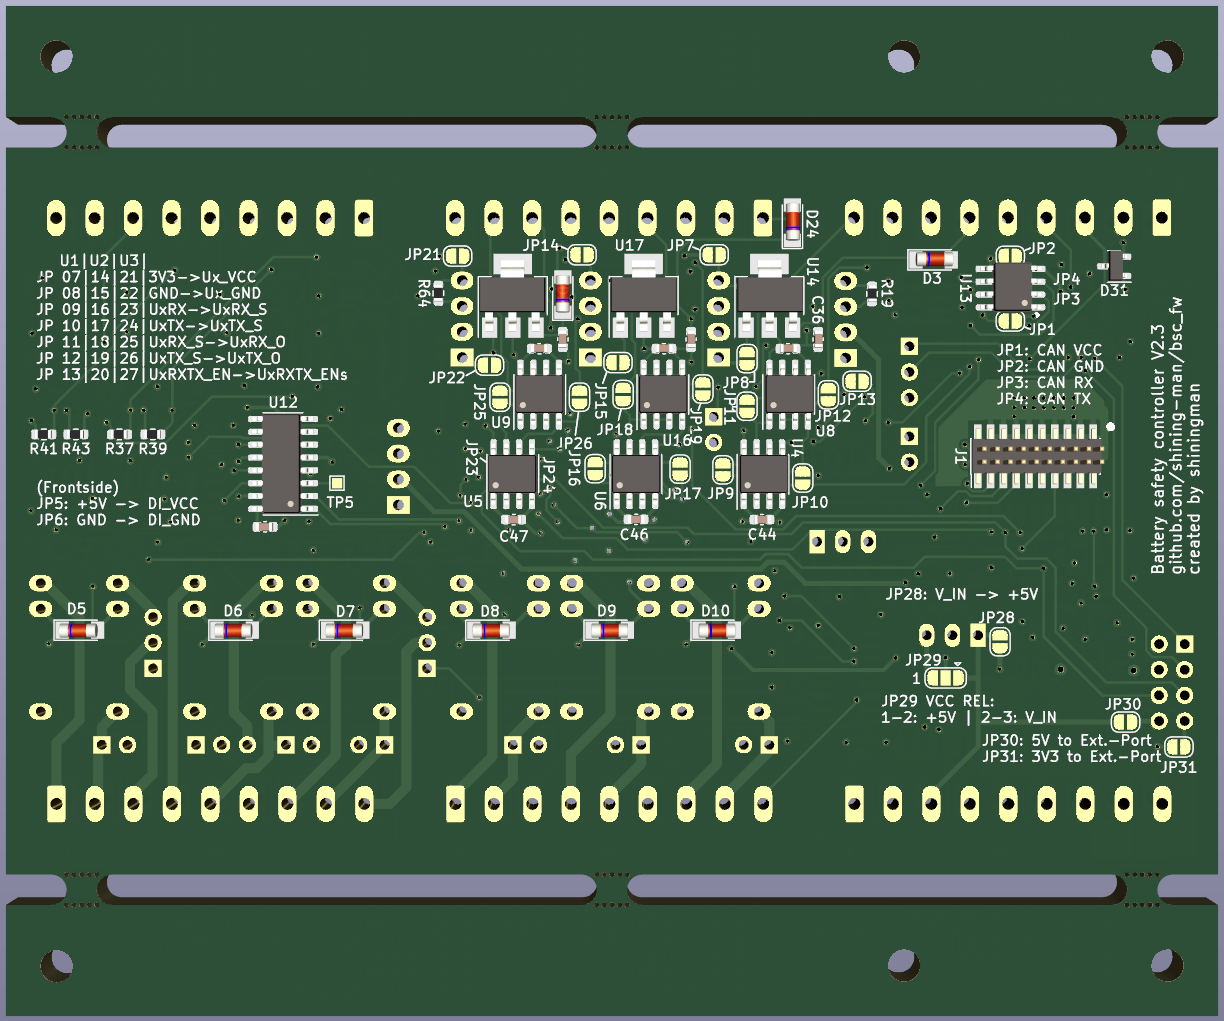 D24
JP14
U17
JP7
JP21
JP2
U1|U2|U3|
JP 07|14|21|3V3->Ux_VCC
JP 08|15|22|GND->Ux_GND
JP 09|16|23|UxRX->UxRX_S
JP 10|17|24|UxTX->UxTX_S
JP 11|18|25|UxRX_S->UxRX_O
JP 12|19|26|UxTX_S->UxTX_O
JP 13|20|27|UxRXTX_EN->UxRXTX_ENs
R64
U14
C36
D3
U13
JP4
JP3
D31
JP1
JP1: CAN VCC
JP2: CAN GND
JP3: CAN RX
JP4: CAN TX
JP22
JP25
U9
JP26
JP15
JP18
JP19
U16
JP8
JP11
JP12
U8
JP13
U12
R41
R43
R37
R39
(Frontside)
JP5: +5V -> DI_VCC
JP6: GND -> DI_GND
TP5
JP23
U5
JP24
C47
JP16
U6
JP17
C46
JP9
U4
JP10
C44
J1
Battery safety controller V2.3
github.com/shining-man/bsc_fw
created by shiningman
D5
D6
D7
D8
D9
D10
JP28: V_IN -> +5V
JP28
JP29
1
JP29 VCC REL:
1-2: +5V | 2-3: V_IN
JP30
JP30: 5V to Ext.-Port
JP31: 3V3 to Ext.-Port
JP31